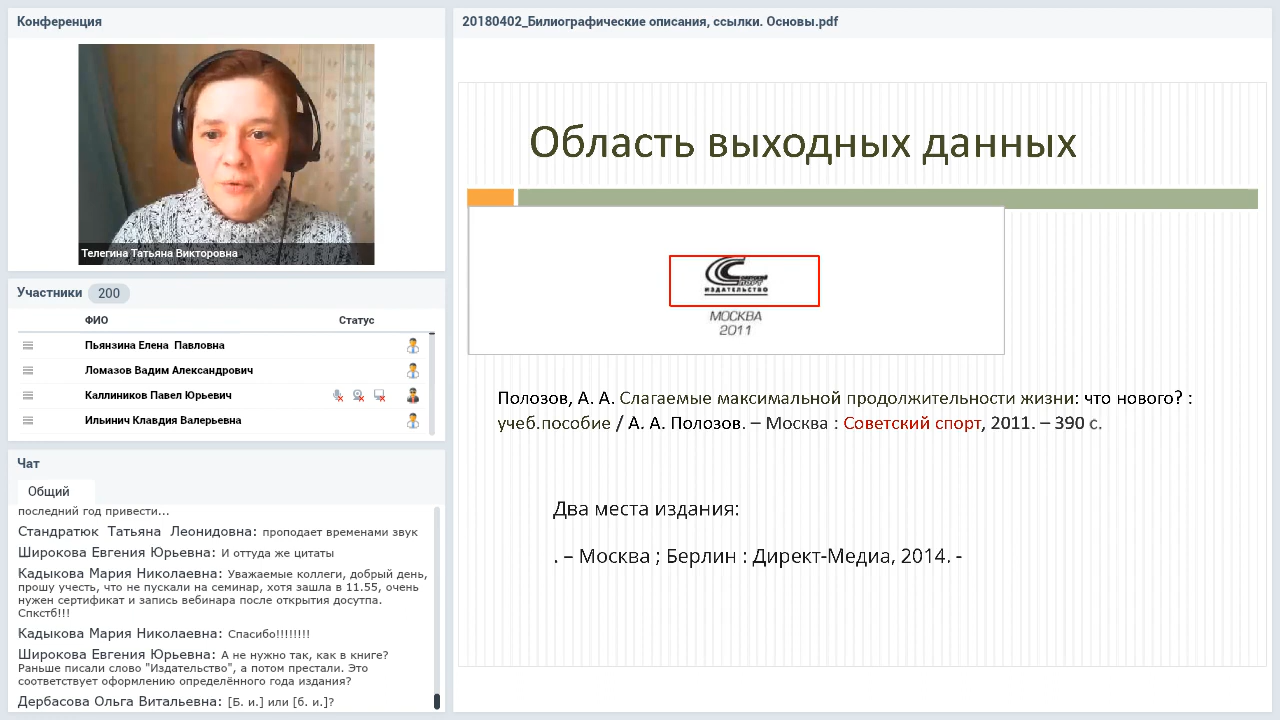 Конференция
Телегина Татьяна Викторовна
Участники 200
ФИО Статус
Пьянзина Елена Павловна
Ломазов Вадим Александрович
Каллиников Павел Юрьевич
Ильинич Клавдия Валерьевна
Чат
Общий
последний год привести...
Стандратюк Татьяна Леонидовна: проподает временами звук
Широкова Евгения Юрьевна: И оттуда же цитаты
Кадыкова Мария Николаевна: Уважаемые коллеги, добрый день,
прошу учесть, что не пускали на семинар, хотя зашла в 11.55, очень
нужен сертификат и запись вебинара после открытия досутпа.
Спкстб!!!
Кадыкова Мария Николаевна: Спасибо!!!!!!!!
Широкова Евгения Юрьевна: А не нужно так, как в книге?
Раньше писали слово "Издательство", а потом престали. Это
соответствует оформлению определённого года издания?
Дербасова Ольга Витальевна: [Б. и.] или [б. и.]?
20180402_Билиографические описания, ссылки. Основы.pdf
Область выходных данных
СОВЕТСКИЙ
СПОРТ
ИЗДАТЕЛЬСТВО
МОСКВА
2011
Полозов, А. А. Слагаемые максимальной продолжительности жизни: что нового? :
учеб.пособие / А. А. Полозов. – Москва : Советский спорт, 2011. – 390 с.
Два места издания:
. – Москва ; Берлин : Директ-Медиа, 2014. -